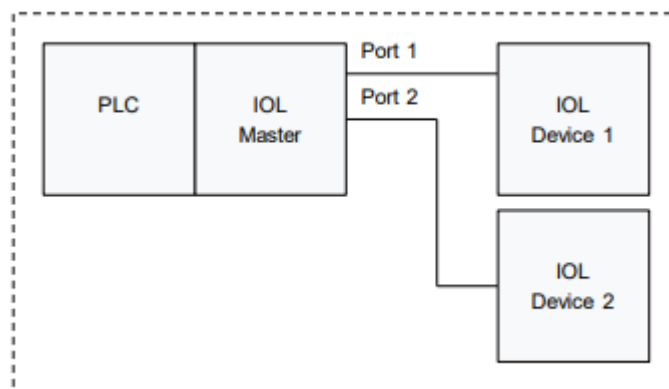 Port 1
PLC
IOL
Master
Port 2
IOL
Device 1
IOL
Device 2